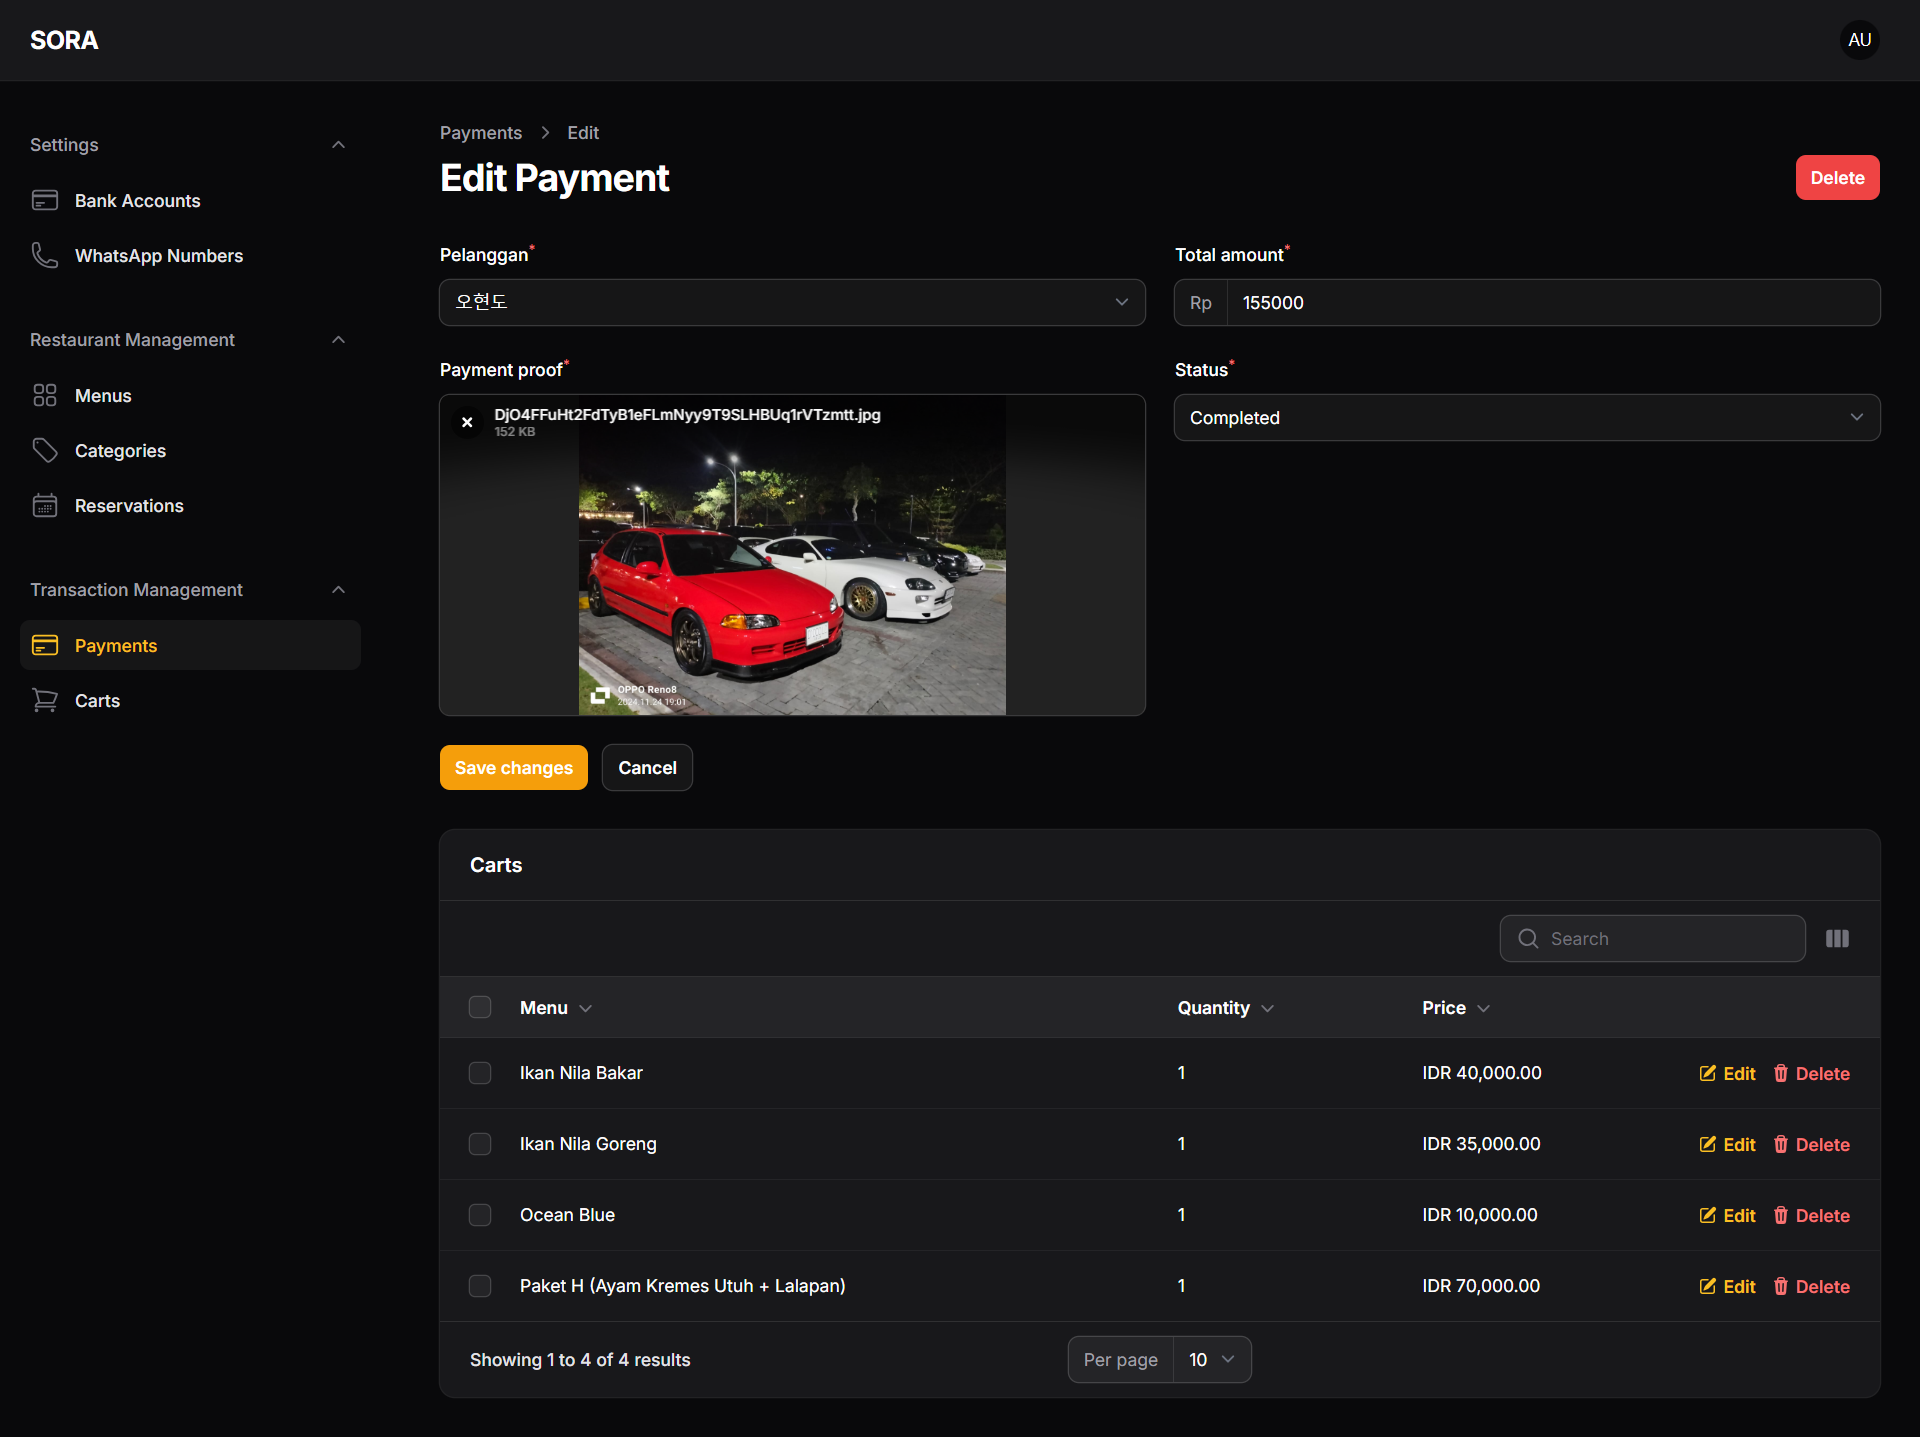 SORA
AU
Settings
Bank Accounts
WhatsApp Numbers
Restaurant Management
Menus
Categories
Reservations
Transaction Management
Payments
Carts
Payments > Edit
Edit Payment
Delete
Pelanggan*
오현도
Total amount*
Rp 155000
Payment proof*
DjO4FFuHt2FdTyB1eFLmNyy9T9SLHBUq1rVTzmtt.jpg
152 KB
OPPO Reno8
2024.11.24 19:01
Status*
Completed
Save changes
Cancel
Carts
Search
Menu Quantity Price
Ikan Nila Bakar 1 IDR 40,000.00 Edit Delete
Ikan Nila Goreng 1 IDR 35,000.00 Edit Delete
Ocean Blue 1 IDR 10,000.00 Edit Delete
Paket H (Ayam Kremes Utuh + Lalapan) 1 IDR 70,000.00 Edit Delete
Showing 1 to 4 of 4 results
Per page 10